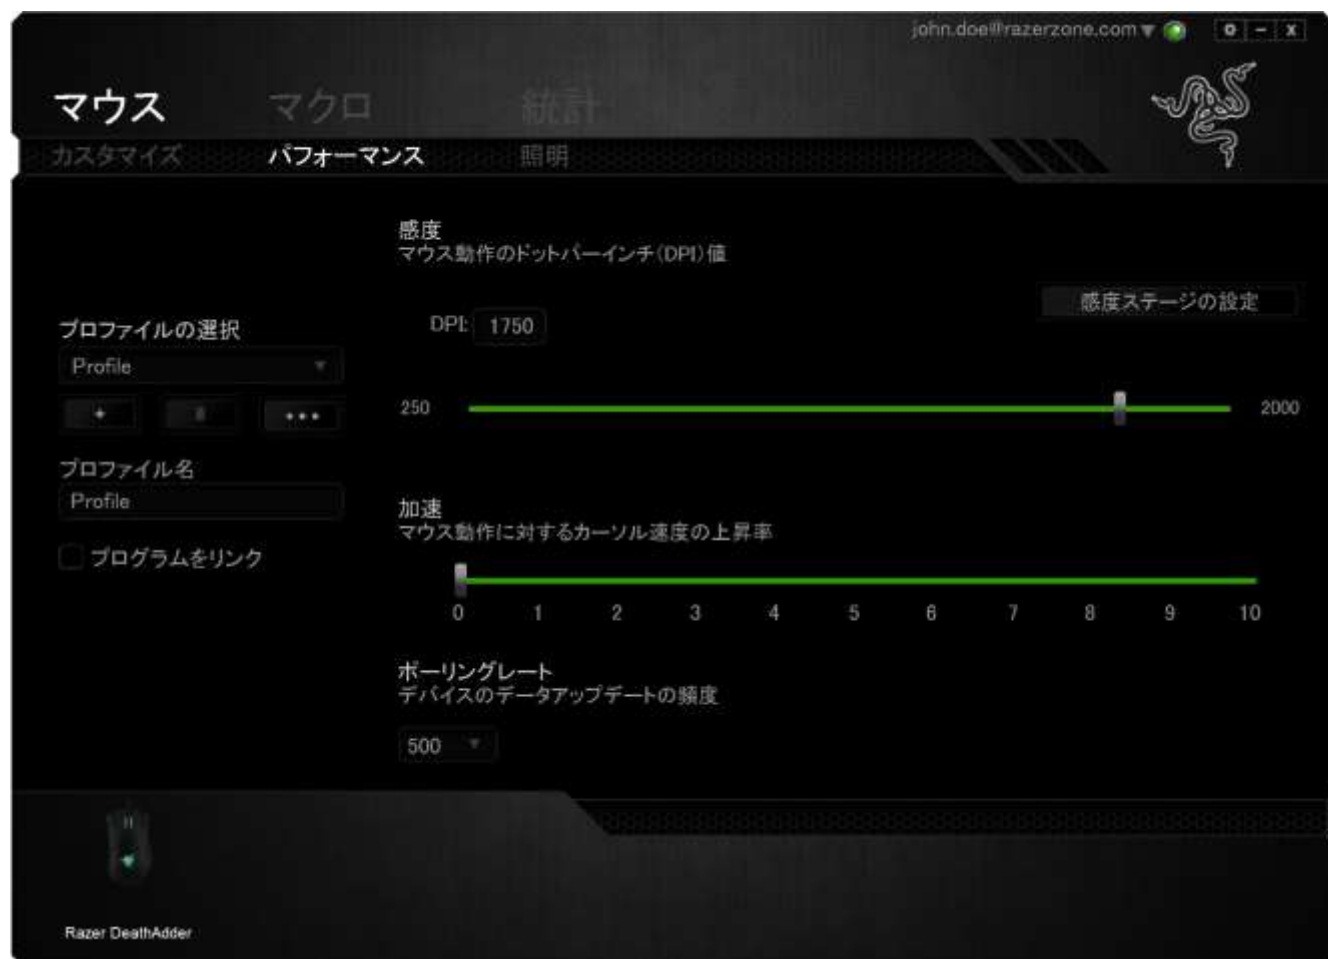 john.doe@razerzone.com
マウス マクロ 統計
カスタマイズ パフォーマンス 照明
感度
マウス動作のドットパーインチ(DPI)値
感度ステージの設定
プロファイルの選択
DPI: 1750
Profile
250 2000
プロファイル名
Profile
加速
マウス動作に対するカーソル速度の上昇率
プログラムをリンク
0 1 2 3 4 5 6 7 8 9 10
ポーリングレート
デバイスのデータアップデートの頻度
500
Razer DeathAdder